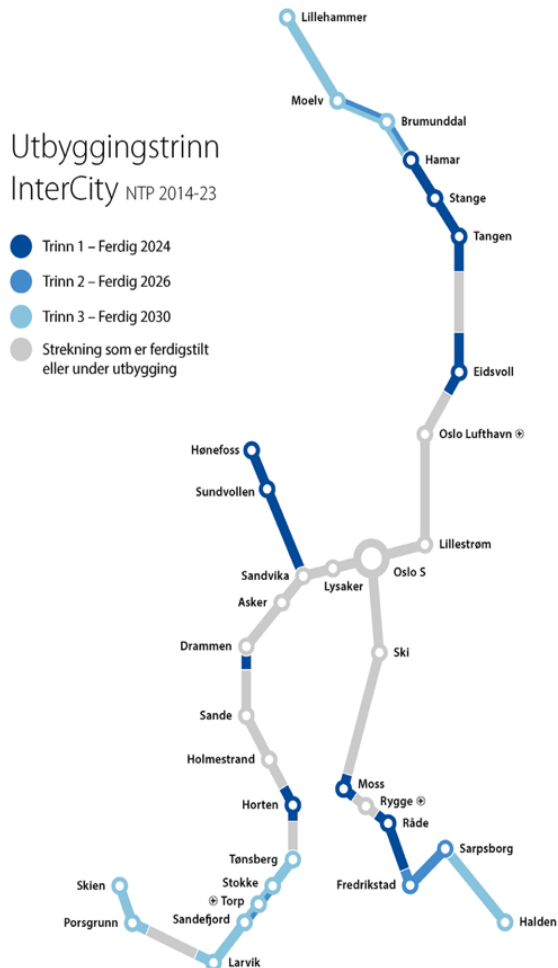 Lillehammer
Moelv
Brumunddal
Utbyggingstrinn
InterCity NTP 2014-23
Hamar
Stange
Tangen
Trinn 1 – Ferdig 2024
Trinn 2 – Ferdig 2026
Trinn 3 – Ferdig 2030
Strekning som er ferdigstilt
eller under utbygging
Eidsvoll
Oslo Lufthavn
Hønefoss
Sundvollen
Lillestrøm
Oslo S
Lysaker
Sandvika
Asker
Drammen
Ski
Sande
Holmestrand
Moss
Rygge
Horten
Råde
Sarpsborg
Tønsberg
Stokke
Torp
Sandefjord
Fredrikstad
Skien
Porsgrunn
Halden
Larvik